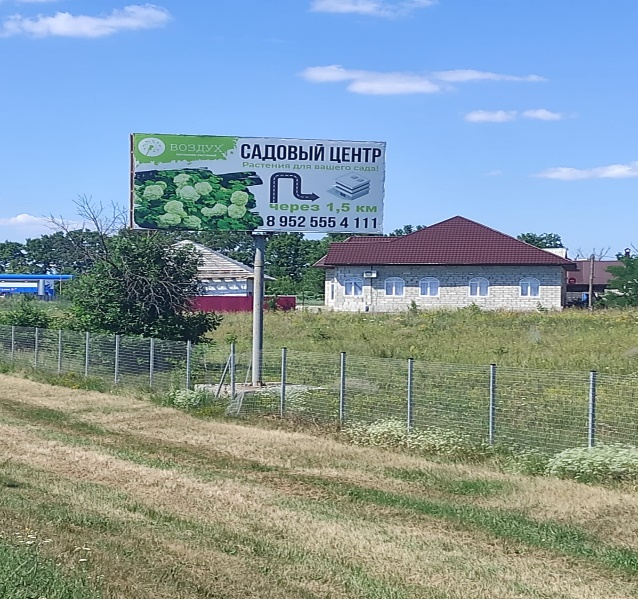 ВОЗДУХ
САДОВЫЙ ЦЕНТР
Растения для вашего сада!
через 1,5 км
8 952 555 4 111